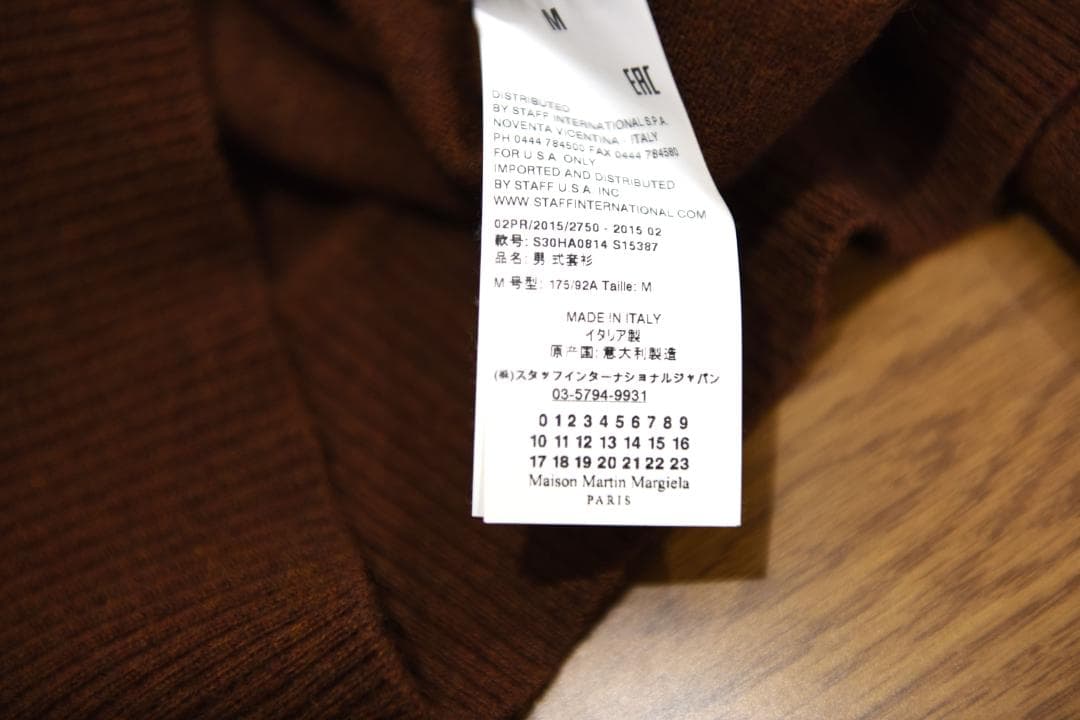 M
EAC
DISTRIBUTED
BY STAFF INTERNATIONAL S.P.A.
NOVENTA VICENTINA - ITALY
PH 0444 784500 FAX 0444 784580
FOR U.S.A. ONLY
IMPORTED AND DISTRIBUTED
BY STAFF U.S.A. INC.
WWW.STAFFINTERNATIONAL.COM
02PR/2015/2750 - 2015 02
款号: S30HA0814 S15387
品名: 男 式套衫
M 号型: 175/92A Taille: M
MADE IN ITALY
イタリア製
原产国: 意大利製造
(株)スタッフインターナショナルジャパン
03-5794-9931
0 1 2 3 4 5 6 7 8 9
10 11 12 13 14 15 16
17 18 19 20 21 22 23
Maison Martin Margiela
PARIS